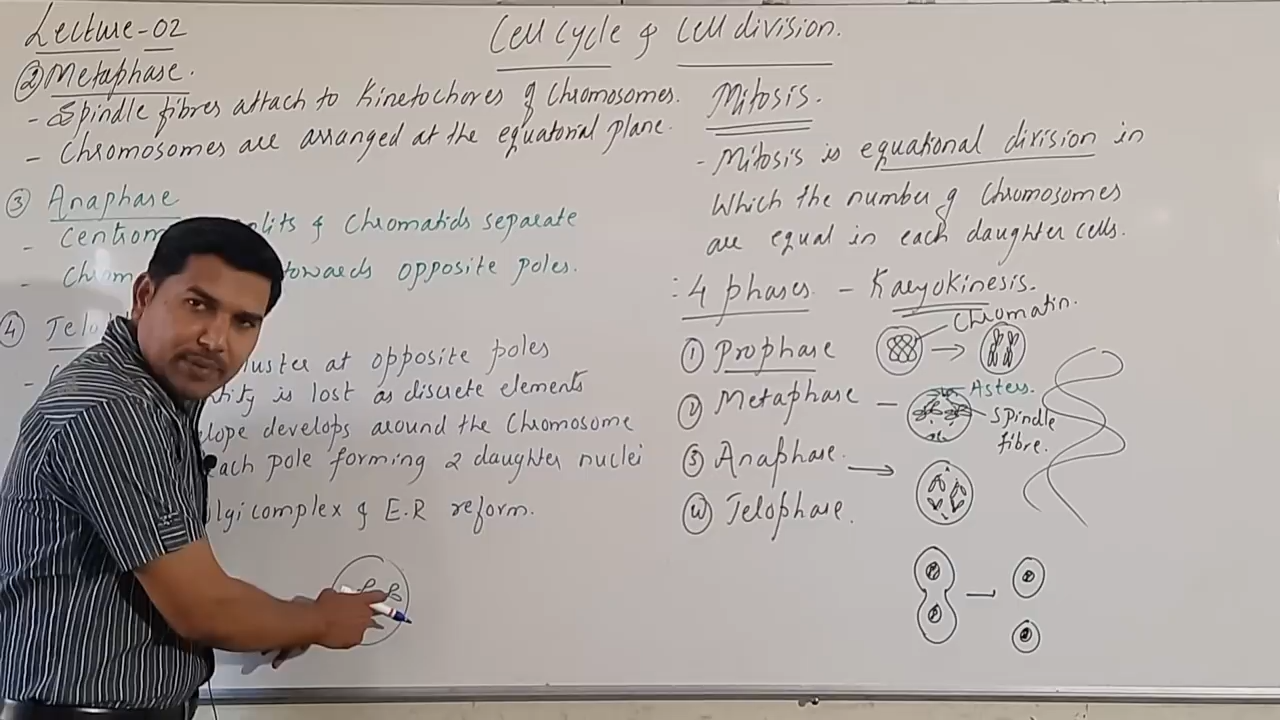 Lecture-02
Cell cycle & Cell division.
② Metaphase.
- Spindle fibres attach to Kinetochores of Chromosomes.
- Chromosomes are arranged at the equatorial plane.
③ Anaphase
- Centrom lits & Chromatids separate
- Chrom towards opposite poles.
④ Telo
- luster at opposite poles
ntity is lost as discrete elements
lope develops around the Chromosome
each pole forming 2 daughter nuclei
lgi complex & E.R reform.
Mitosis.
- Mitosis is equational division in
Which the number of Chromosomes
are equal in each daughter cells.
: 4 phases - Karyokinesis.
① Prophase
Chromatin.
② Metaphase -
Asters.
Spindle
fibre.
③ Anaphase.
④ Telophase.